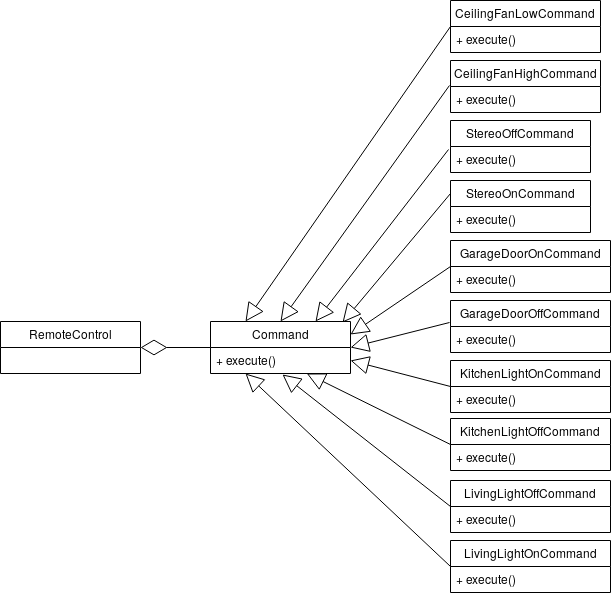 CeilingFanLowCommand
+ execute()
CeilingFanHighCommand
+ execute()
StereoOffCommand
+ execute()
StereoOnCommand
+ execute()
GarageDoorOnCommand
+ execute()
GarageDoorOffCommand
+ execute()
RemoteControl
Command
+ execute()
KitchenLightOnCommand
+ execute()
KitchenLightOffCommand
+ execute()
LivingLightOffCommand
+ execute()
LivingLightOnCommand
+ execute()